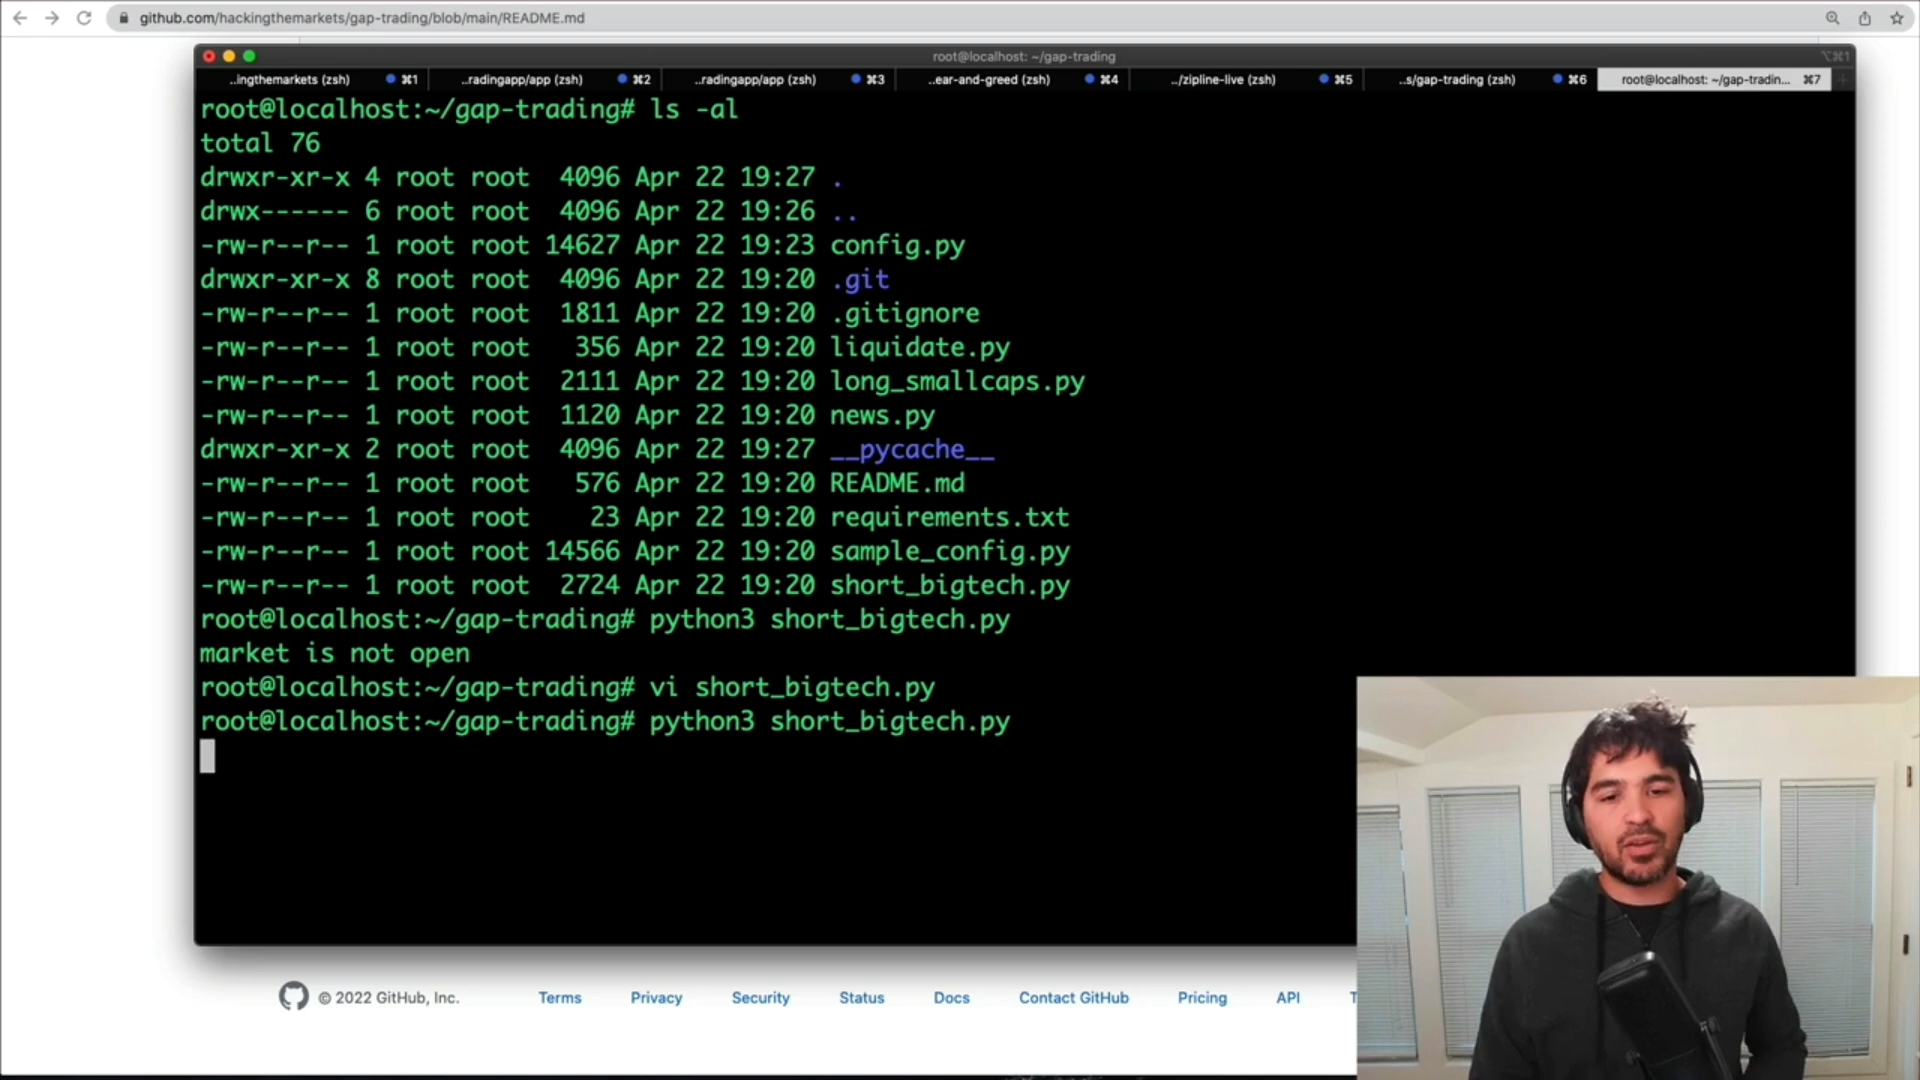 github.com/hackingthemarkets/gap-trading/blob/main/README.md
root@localhost: ~/gap-trading
⌥⌘1
..ingthemarkets (zsh) ⌘1 ..radingapp/app (zsh) ⌘2 ..radingapp/app (zsh) ⌘3 ..ear-and-greed (zsh) ⌘4 ../zipline-live (zsh) ⌘5 ..s/gap-trading (zsh) ⌘6 root@localhost: ~/gap-tradin... ⌘7
root@localhost:~/gap-trading# ls -al
total 76
drwxr-xr-x 4 root root  4096 Apr 22 19:27 .
drwx------ 6 root root  4096 Apr 22 19:26 ..
-rw-r--r-- 1 root root 14627 Apr 22 19:23 config.py
drwxr-xr-x 8 root root  4096 Apr 22 19:20 .git
-rw-r--r-- 1 root root  1811 Apr 22 19:20 .gitignore
-rw-r--r-- 1 root root   356 Apr 22 19:20 liquidate.py
-rw-r--r-- 1 root root  2111 Apr 22 19:20 long_smallcaps.py
-rw-r--r-- 1 root root  1120 Apr 22 19:20 news.py
drwxr-xr-x 2 root root  4096 Apr 22 19:27 __pycache__
-rw-r--r-- 1 root root   576 Apr 22 19:20 README.md
-rw-r--r-- 1 root root    23 Apr 22 19:20 requirements.txt
-rw-r--r-- 1 root root 14566 Apr 22 19:20 sample_config.py
-rw-r--r-- 1 root root  2724 Apr 22 19:20 short_bigtech.py
root@localhost:~/gap-trading# python3 short_bigtech.py
market is not open
root@localhost:~/gap-trading# vi short_bigtech.py
root@localhost:~/gap-trading# python3 short_bigtech.py
© 2022 GitHub, Inc. Terms Privacy Security Status Docs Contact GitHub Pricing API